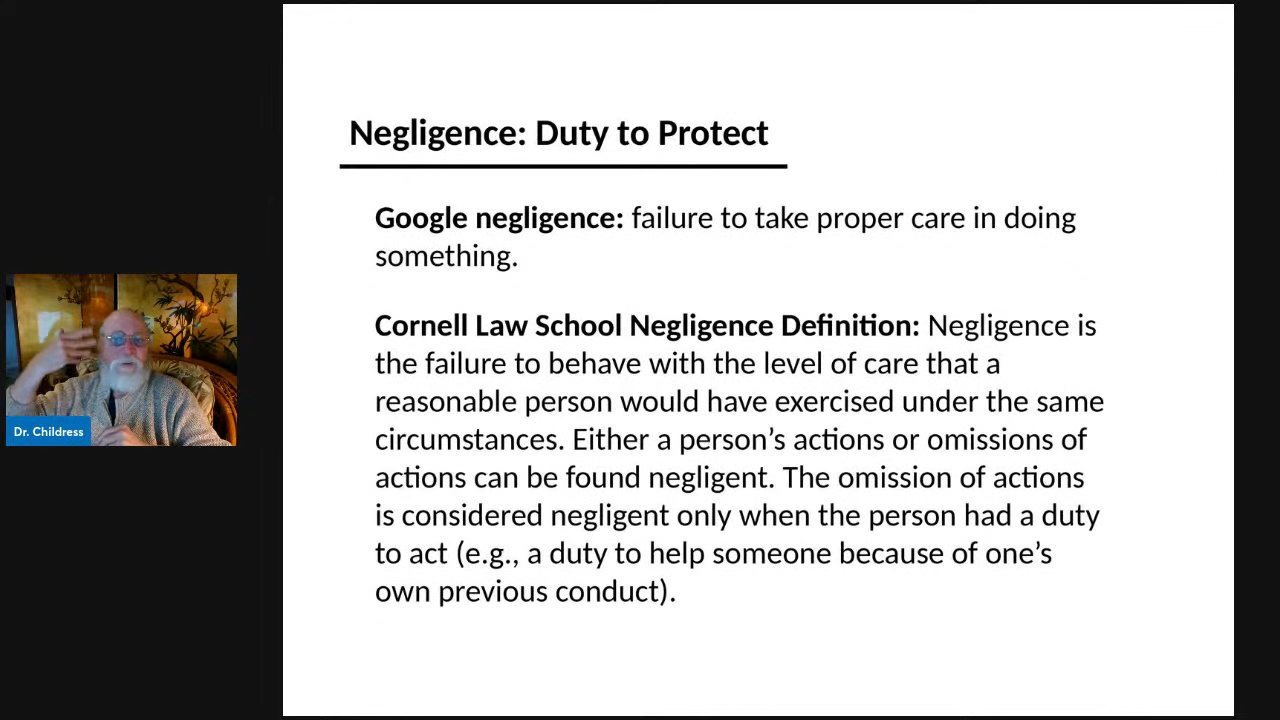 Negligence: Duty to Protect
Google negligence: failure to take proper care in doing
something.
Cornell Law School Negligence Definition: Negligence is
the failure to behave with the level of care that a
reasonable person would have exercised under the same
circumstances. Either a person’s actions or omissions of
actions can be found negligent. The omission of actions
is considered negligent only when the person had a duty
to act (e.g., a duty to help someone because of one’s
own previous conduct).
Dr. Childress